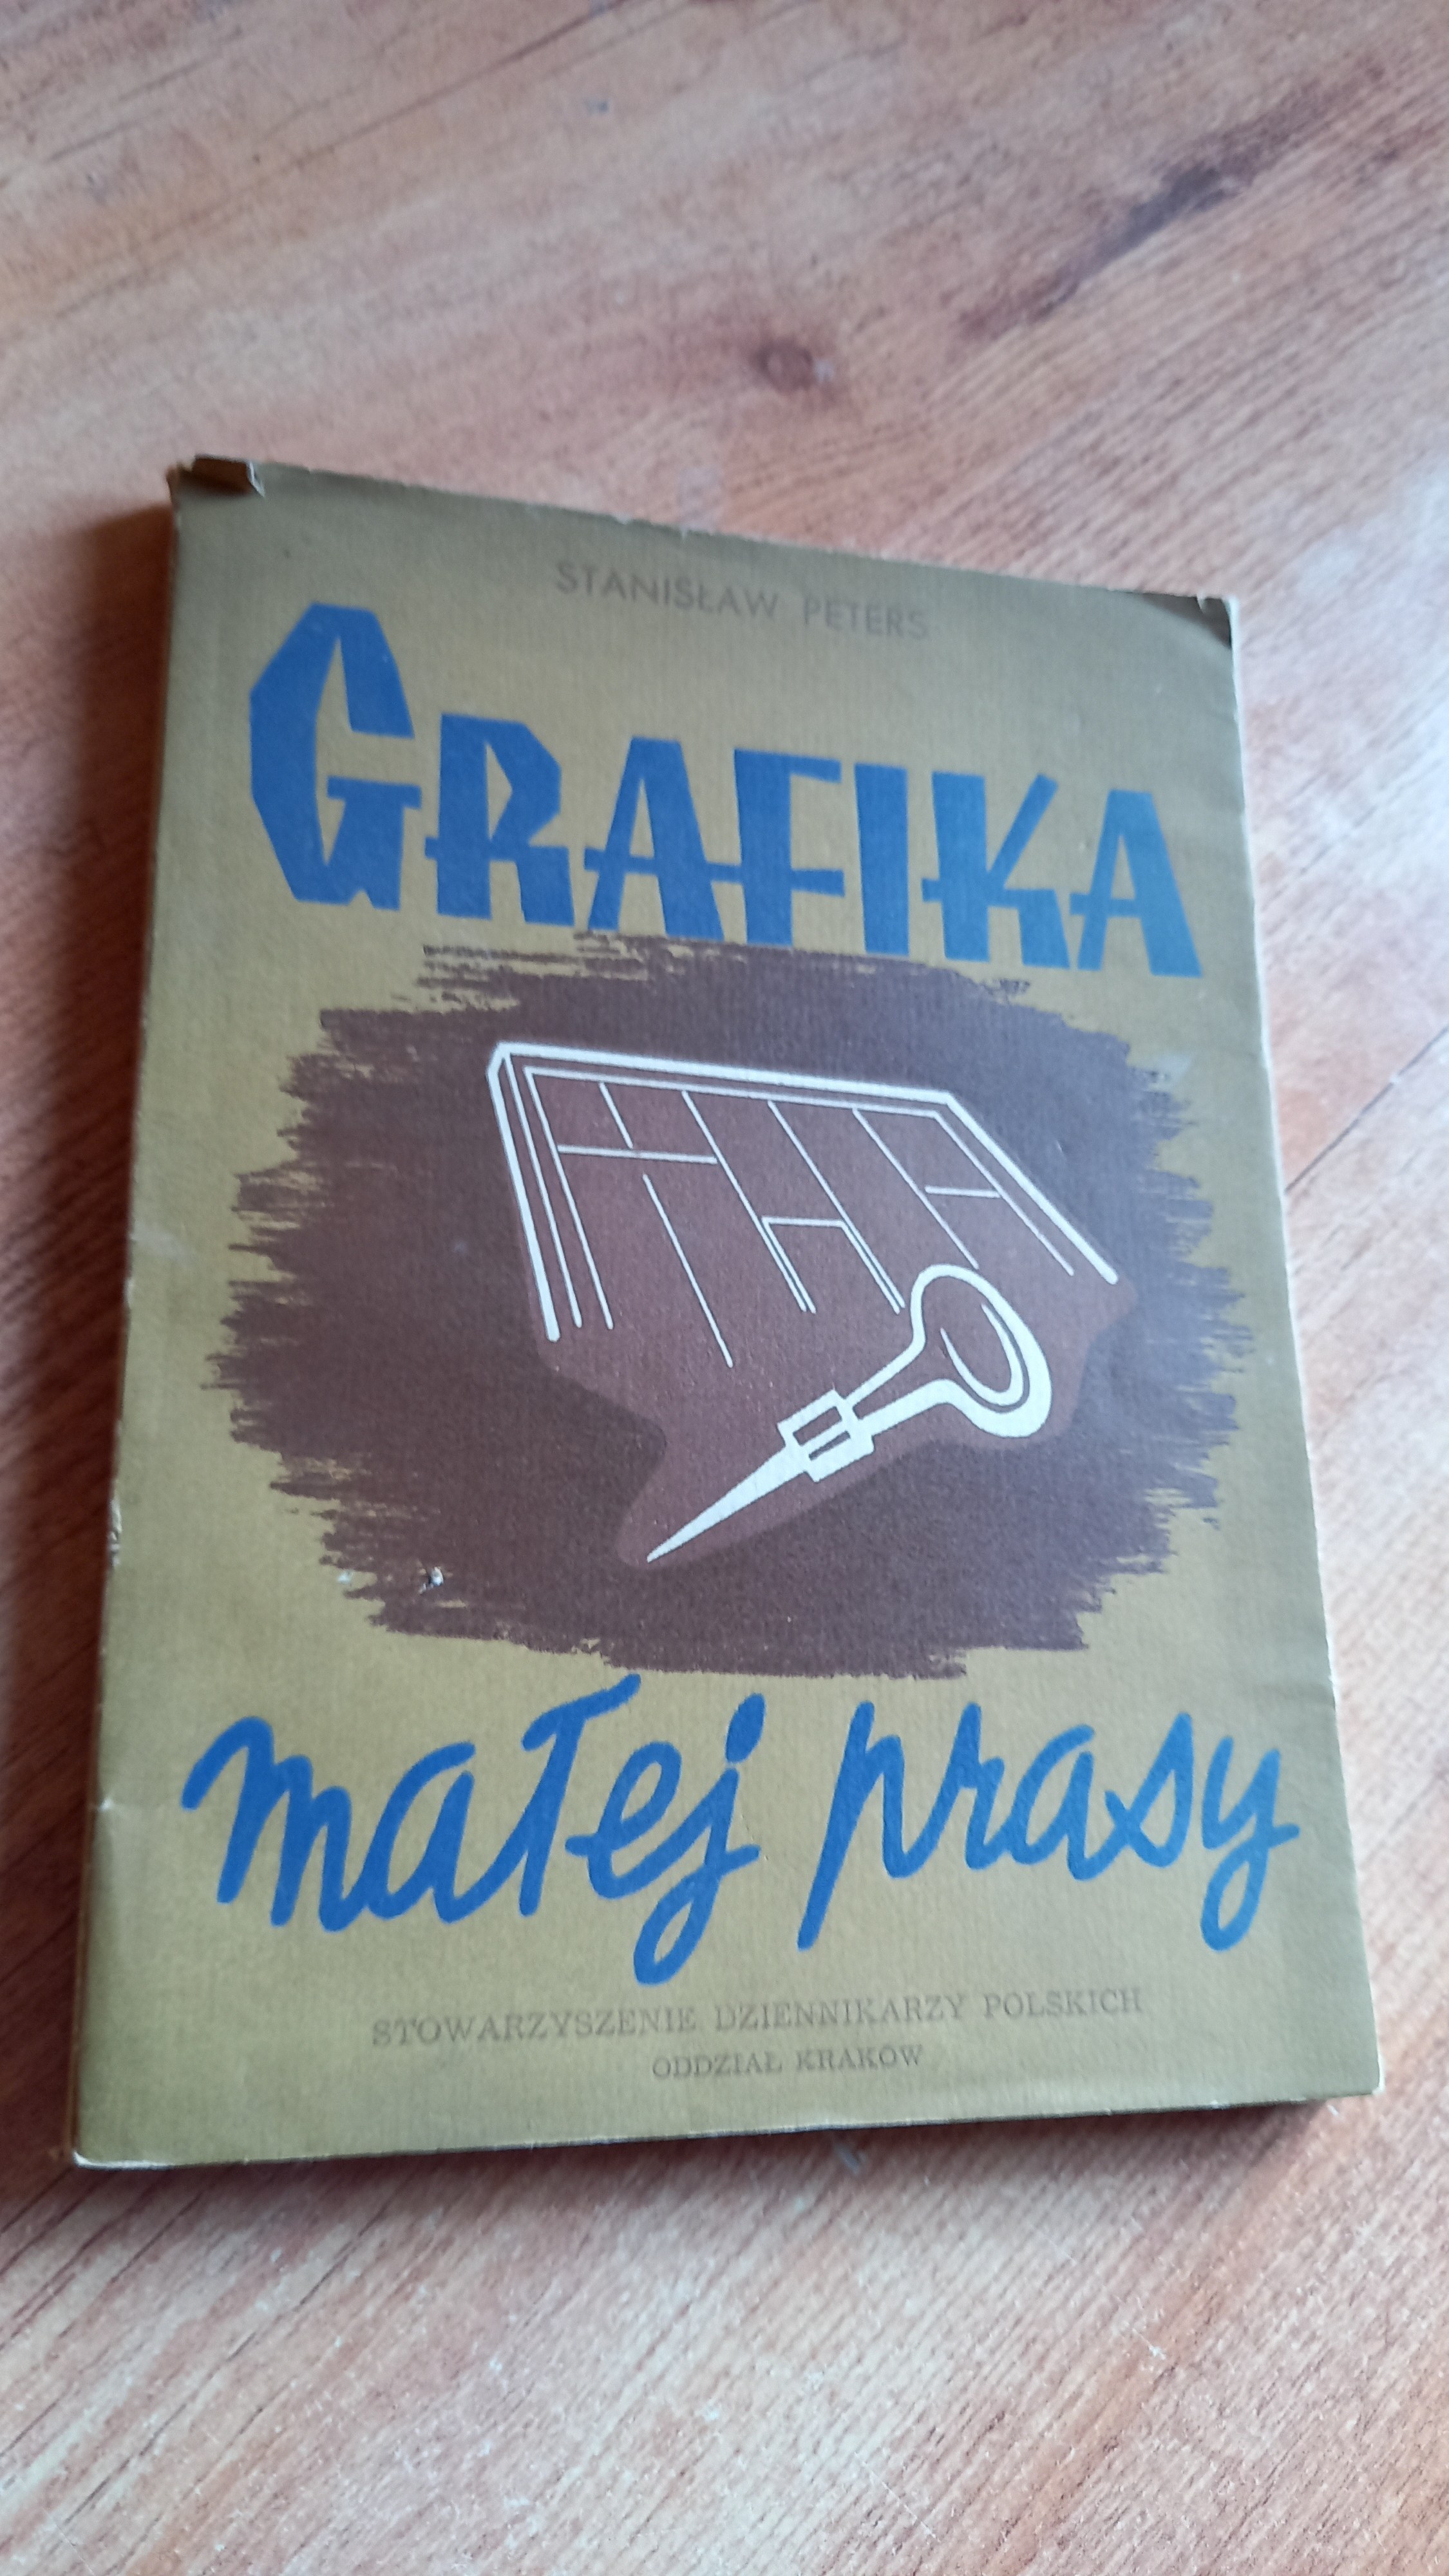 STANISŁAW PETERS
GRAFIKA
małej prasy
STOWARZYSZENIE DZIENNIKARZY POLSKICH
ODDZIAŁ KRAKÓW